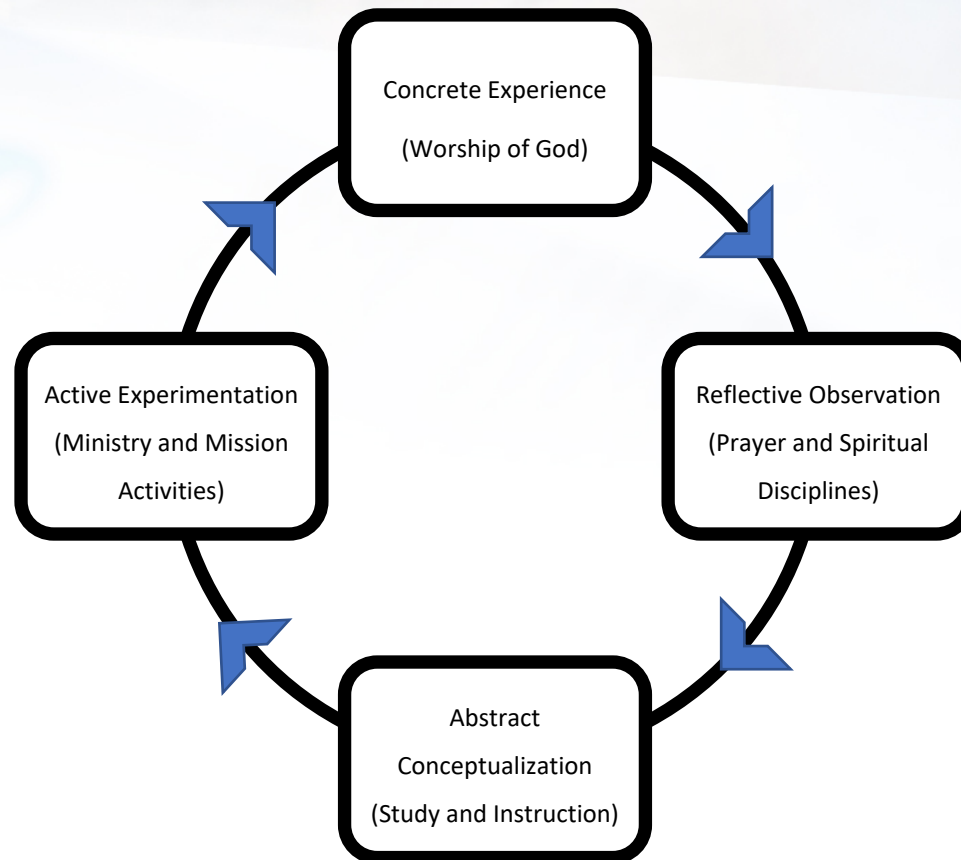 Concrete Experience
(Worship of God)
Active Experimentation
(Ministry and Mission
Activities)
Reflective Observation
(Prayer and Spiritual
Disciplines)
Abstract
Conceptualization
(Study and Instruction)